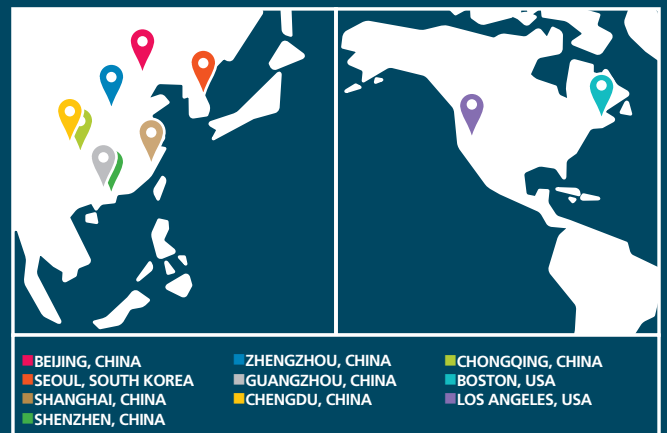 BEIJING, CHINA
SEOUL, SOUTH KOREA
SHANGHAI, CHINA
SHENZHEN, CHINA
ZHENGZHOU, CHINA
GUANGZHOU, CHINA
CHENGDU, CHINA
CHONGQING, CHINA
BOSTON, USA
LOS ANGELES, USA